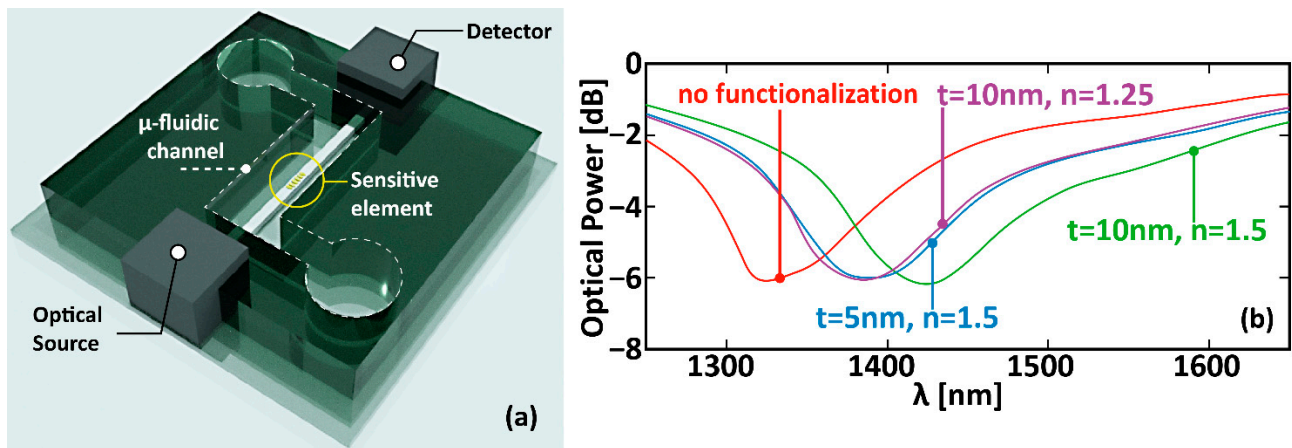 Detector
μ-fluidic
channel
Sensitive
element
Optical
Source
(a)
Optical Power [dB]
0
−2
−4
−6
−8
no functionalization
t=10nm, n=1.25
t=10nm, n=1.5
t=5nm, n=1.5
(b)
1300
1400
1500
1600
λ [nm]